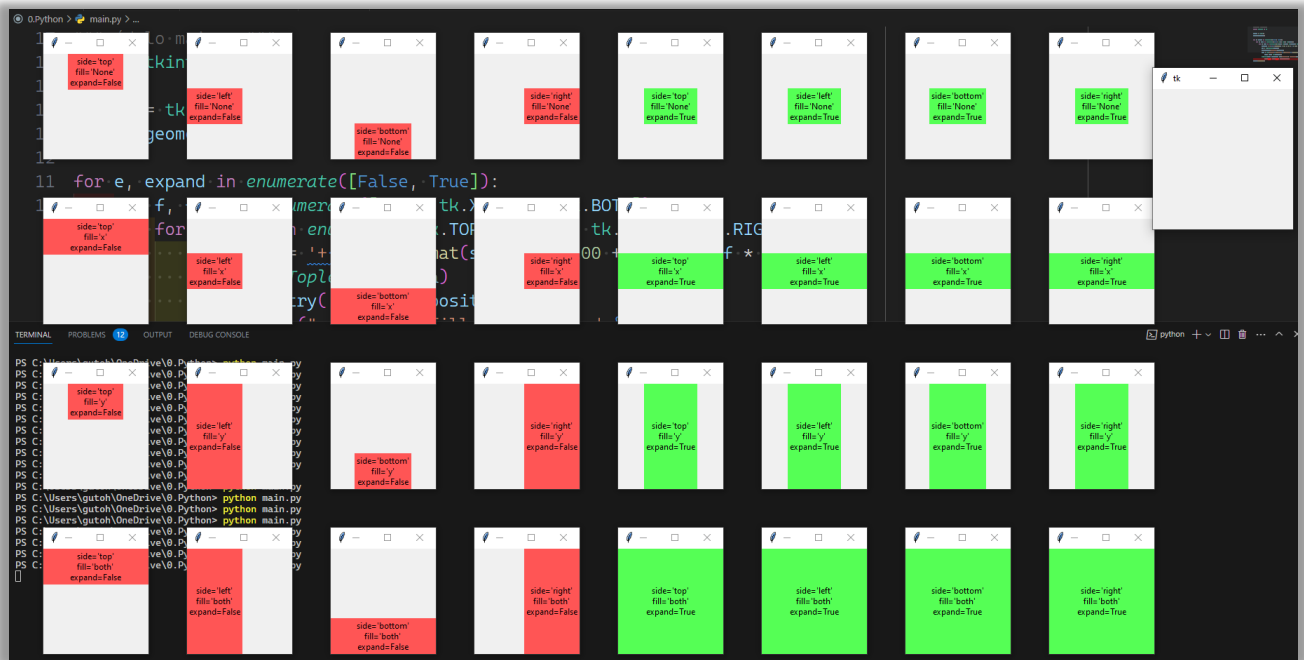 0.Python > main.py > ...
tk
side='top' fill='None' expand=False
side='left' fill='None' expand=False
side='bottom' fill='None' expand=False
side='right' fill='None' expand=False
side='top' fill='None' expand=True
side='left' fill='None' expand=True
side='bottom' fill='None' expand=True
side='right' fill='None' expand=True
11 for e, expand in enumerate([False, True]):
side='top' fill='x' expand=False
side='left' fill='x' expand=False
side='bottom' fill='x' expand=False
side='right' fill='x' expand=False
side='top' fill='x' expand=True
side='left' fill='x' expand=True
side='bottom' fill='x' expand=True
side='right' fill='x' expand=True
TERMINAL PROBLEMS 12 OUTPUT DEBUG CONSOLE python
side='top' fill='y' expand=False
side='left' fill='y' expand=False
side='bottom' fill='y' expand=False
side='right' fill='y' expand=False
side='top' fill='y' expand=True
side='left' fill='y' expand=True
side='bottom' fill='y' expand=True
side='right' fill='y' expand=True
PS C:\Users\gutoh\OneDrive\0.Python> python main.py
PS C:\Users\gutoh\OneDrive\0.Python> python main.py
PS C:\Users\gutoh\OneDrive\0.Python> python main.py
side='top' fill='both' expand=False
side='left' fill='both' expand=False
side='bottom' fill='both' expand=False
side='right' fill='both' expand=False
side='top' fill='both' expand=True
side='left' fill='both' expand=True
side='bottom' fill='both' expand=True
side='right' fill='both' expand=True